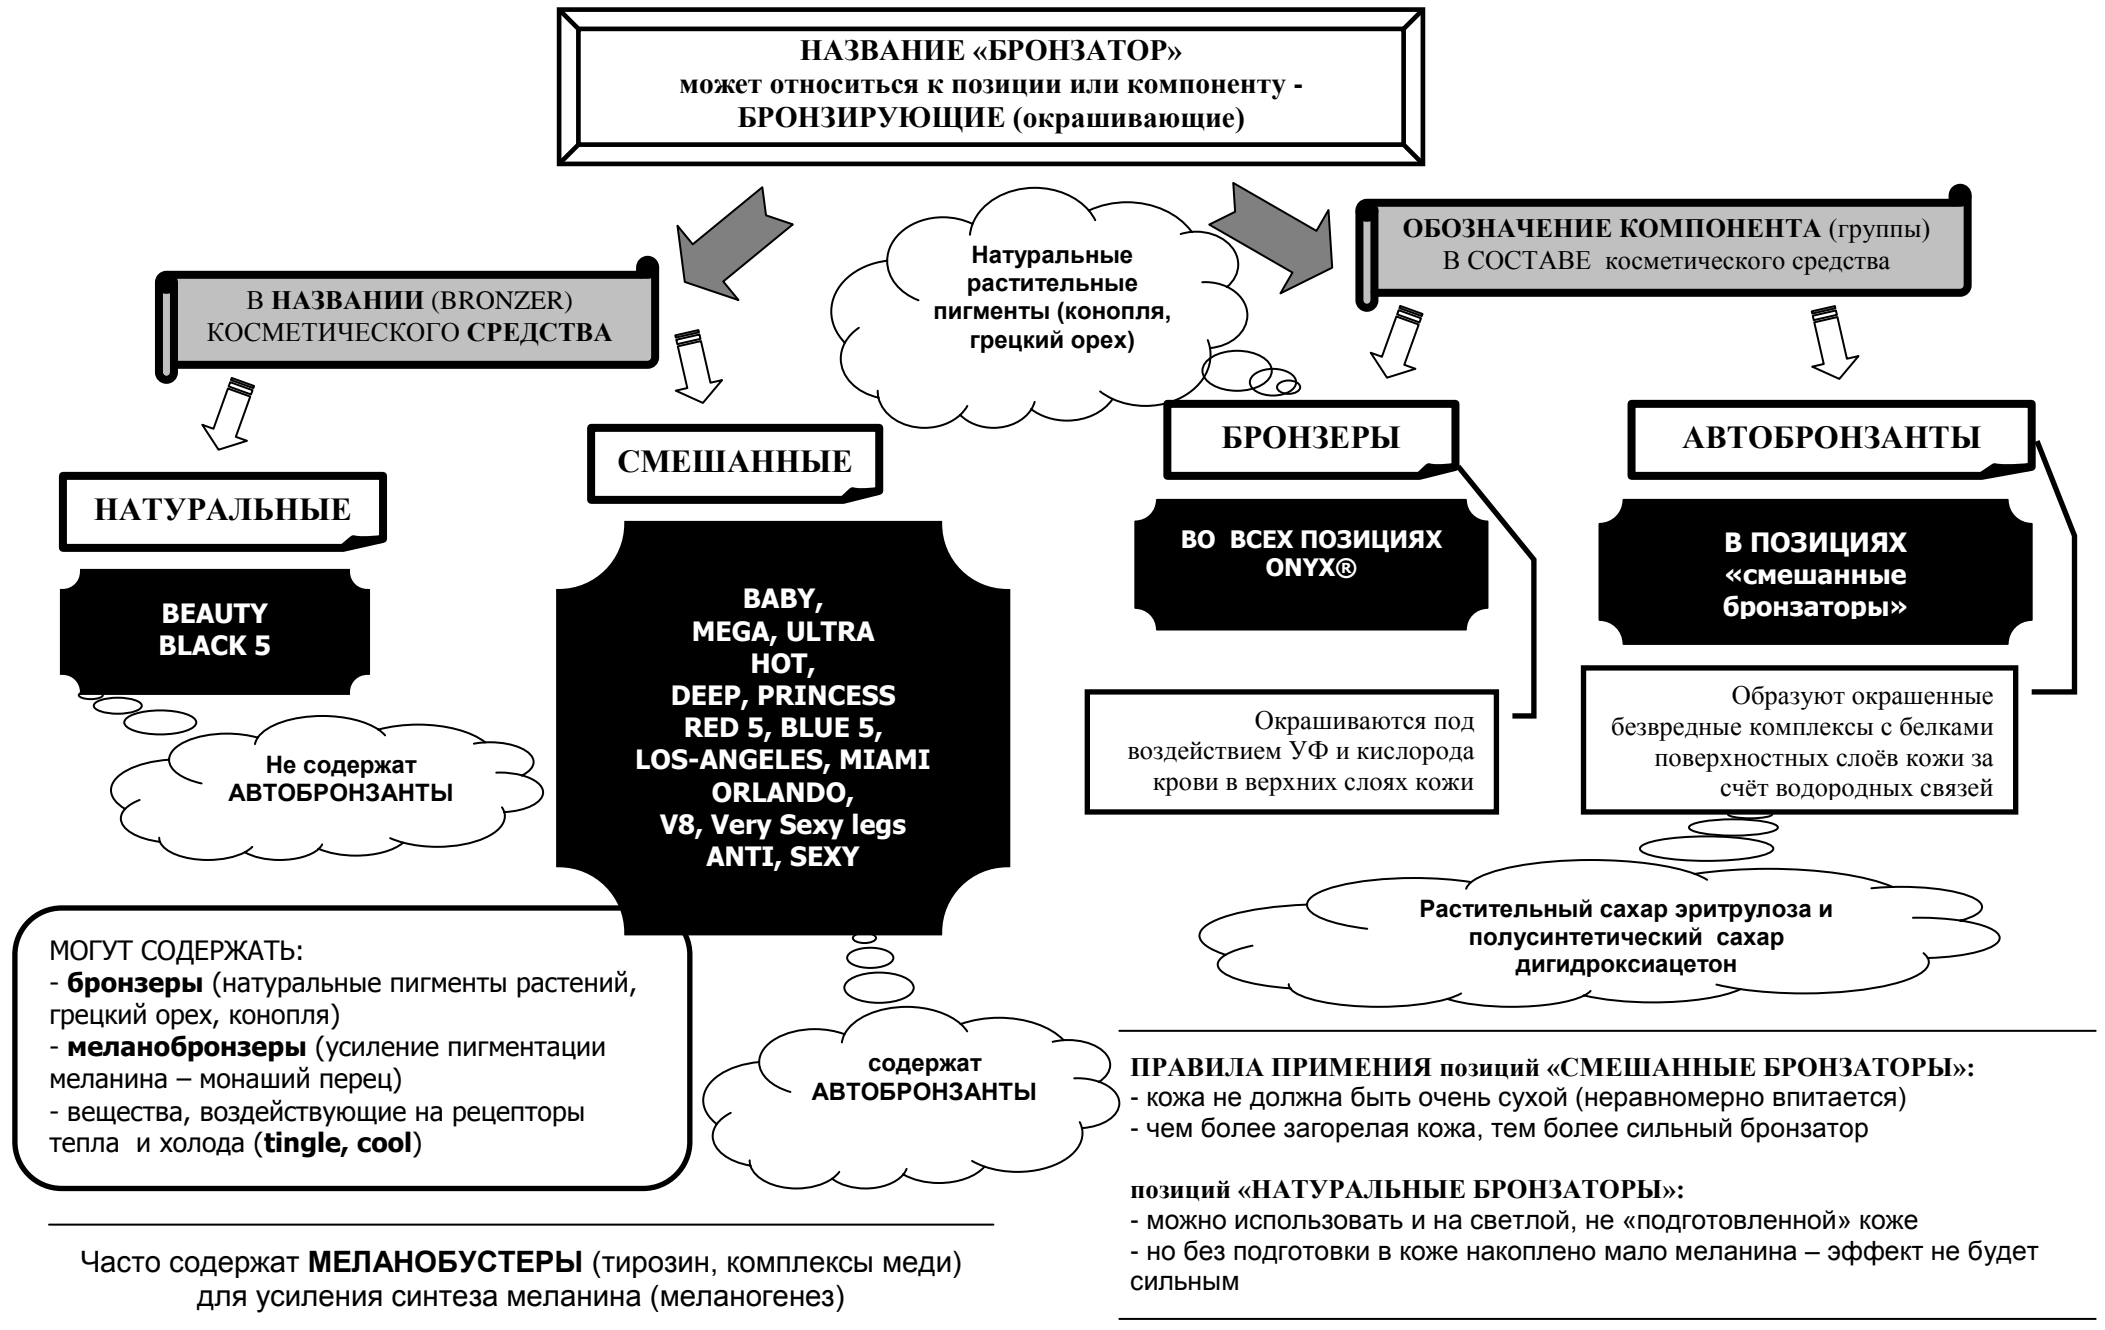 НАЗВАНИЕ «БРОНЗАТОР»
может относиться к позиции или компоненту -
БРОНЗИРУЮЩИЕ (окрашивающие)
В НАЗВАНИИ (BRONZER)
КОСМЕТИЧЕСКОГО СРЕДСТВА
Натуральные
растительные
пигменты (конопля,
грецкий орех)
ОБОЗНАЧЕНИЕ КОМПОНЕНТА (группы)
В СОСТАВЕ косметического средства
НАТУРАЛЬНЫЕ
BEAUTY
BLACK 5
Не содержат
АВТОБРОНЗАНТЫ
СМЕШАННЫЕ
BABY,
MEGA, ULTRA
HOT,
DEEP, PRINCESS
RED 5, BLUE 5,
LOS-ANGELES, MIAMI
ORLANDO,
V8, Very Sexy legs
ANTI, SEXY
содержат
АВТОБРОНЗАНТЫ
БРОНЗЕРЫ
ВО ВСЕХ ПОЗИЦИЯХ
ONYX®
Окрашиваются под
воздействием УФ и кислорода
крови в верхних слоях кожи
АВТОБРОНЗАНТЫ
В ПОЗИЦИЯХ
«смешанные
бронзаторы»
Образуют окрашенные
безвредные комплексы с белками
поверхностных слоёв кожи за
счёт водородных связей
Растительный сахар эритрулоза и
полусинтетический сахар
дигидроксиацетон
МОГУТ СОДЕРЖАТЬ:
- бронзеры (натуральные пигменты растений,
грецкий орех, конопля)
- меланобронзеры (усиление пигментации
меланина – монаший перец)
- вещества, воздействующие на рецепторы
тепла и холода (tingle, cool)
Часто содержат МЕЛАНОБУСТЕРЫ (тирозин, комплексы меди)
для усиления синтеза меланина (меланогенез)
ПРАВИЛА ПРИМЕНИЯ позиций «СМЕШАННЫЕ БРОНЗАТОРЫ»:
- кожа не должна быть очень сухой (неравномерно впитается)
- чем более загорелая кожа, тем более сильный бронзатор
позиций «НАТУРАЛЬНЫЕ БРОНЗАТОРЫ»:
- можно использовать и на светлой, не «подготовленной» коже
- но без подготовки в коже накоплено мало меланина – эффект не будет
сильным